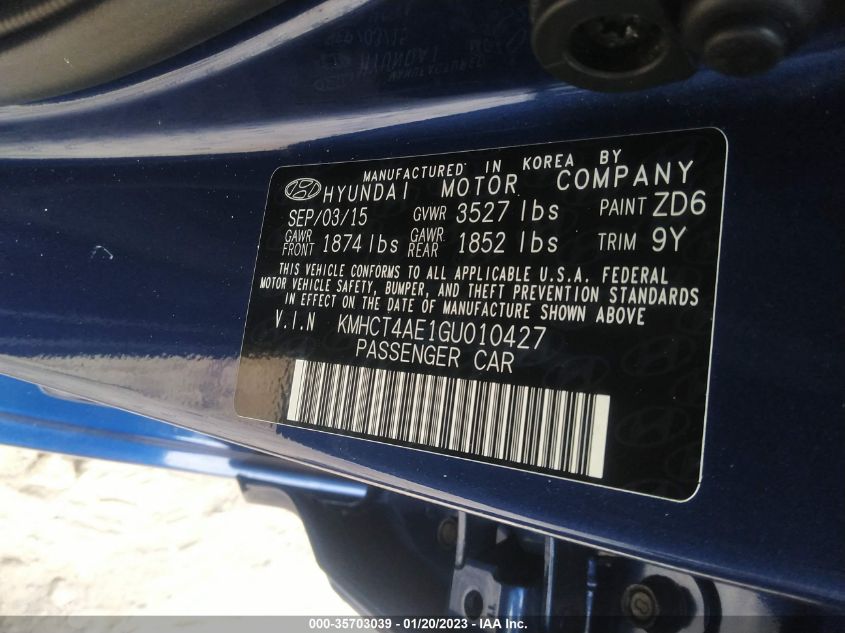 MANUFACTURED IN KOREA BY
HYUNDAI MOTOR COMPANY
SEP/03/15 GVWR 3527 lbs PAINT ZD6
GAWR FRONT 1874 lbs GAWR REAR 1852 lbs TRIM 9Y
THIS VEHICLE CONFORMS TO ALL APPLICABLE U.S.A. FEDERAL
MOTOR VEHICLE SAFETY, BUMPER, AND THEFT PREVENTION STANDARDS
IN EFFECT ON THE DATE OF MANUFACTURE SHOWN ABOVE
V.I.N KMHCT4AE1GU010427
PASSENGER CAR
000-35703039 - 01/20/2023 - IAA Inc.